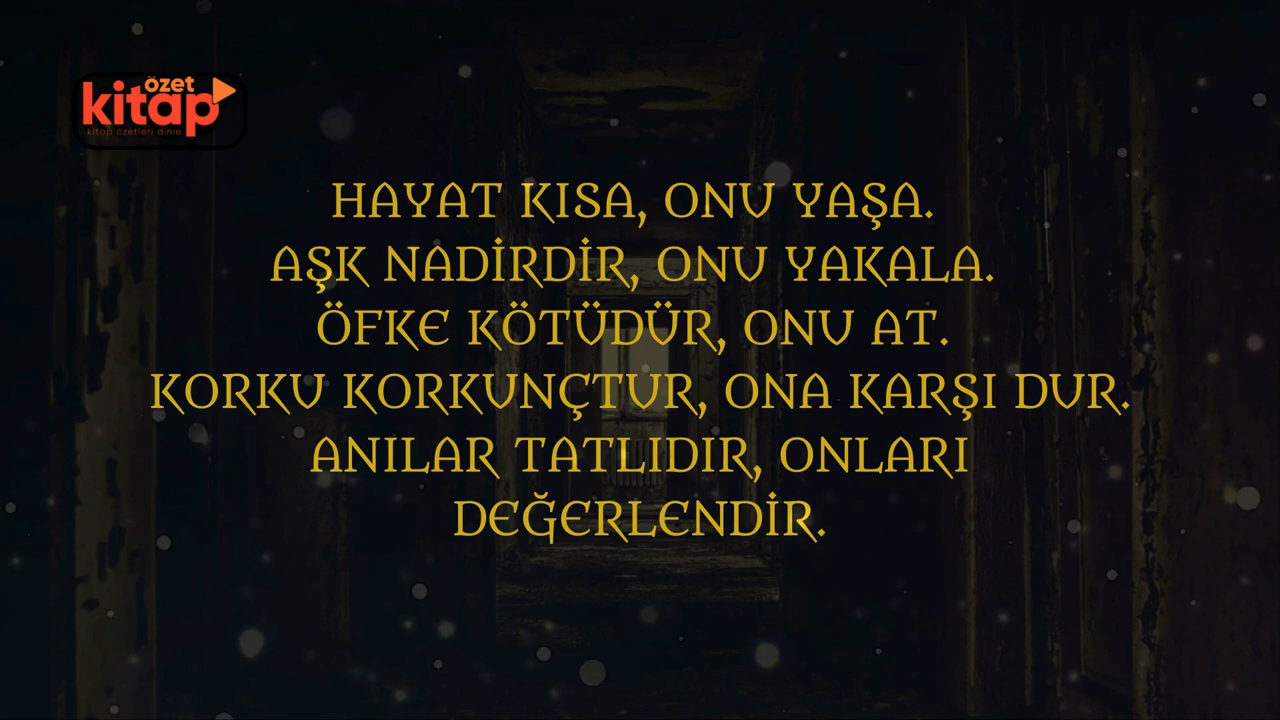 özet
kitap
kitap özetleri dinle
HAYAT KISA, ONU YAŞA.
AŞK NADİRDİR, ONU YAKALA.
ÖFKE KÖTÜDÜR, ONU AT.
KORKU KORKUNÇTUR, ONA KARŞI DUR.
ANILAR TATLIDIR, ONLARI
DEĞERLENDİR.